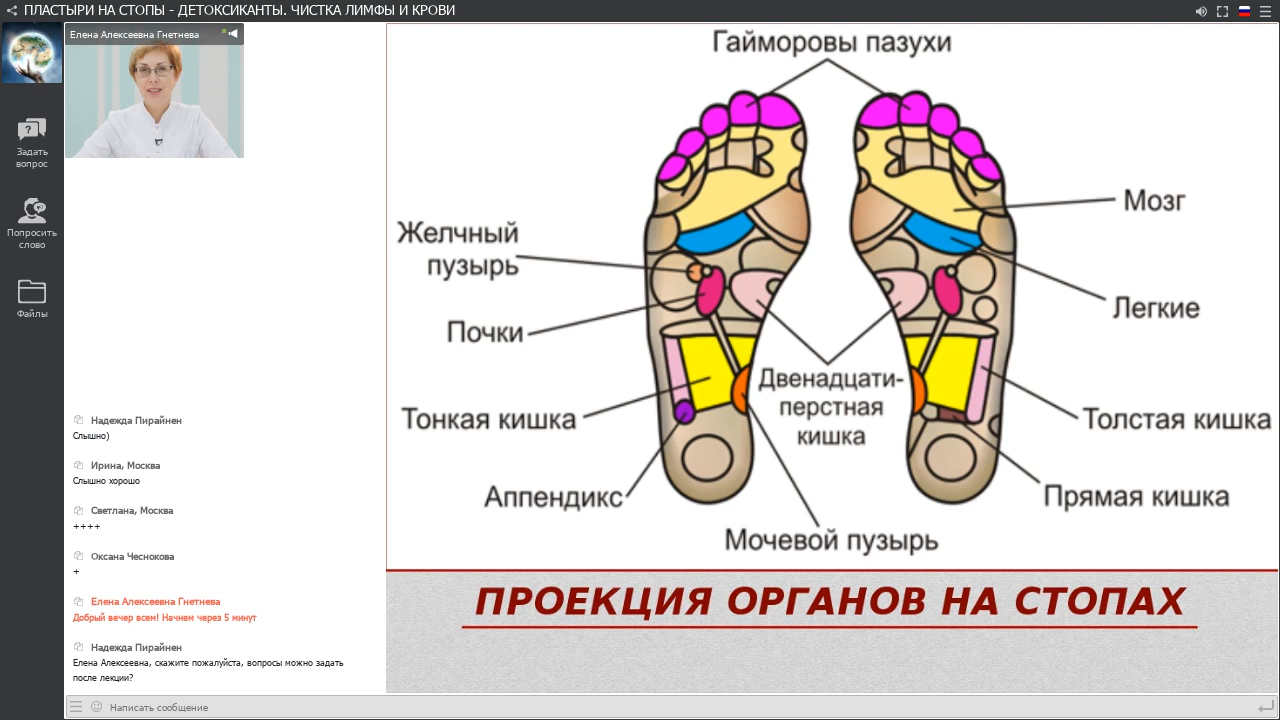 ПЛАСТЫРИ НА СТОПЫ - ДЕТОКСИКАНТЫ. ЧИСТКА ЛИМФЫ И КРОВИ
Елена Алексеевна Гнетнева
Задать
вопрос
Попросить
слово
Файлы
Надежда Пирайнен
Слышно)
Ирина, Москва
Слышно хорошо
Светлана, Москва
++++
Оксана Чеснокова
+
Елена Алексеевна Гнетнева
Добрый вечер всем! Начнем через 5 минут
Надежда Пирайнен
Елена Алексеевна, скажите пожалуйста, вопросы можно задать
после лекции?
Написать сообщение
Гайморовы пазухи
Мозг
Желчный
пузырь
Легкие
Почки
Двенадцати-
перстная
кишка
Тонкая кишка
Толстая кишка
Аппендикс
Прямая кишка
Мочевой пузырь
ПРОЕКЦИЯ ОРГАНОВ НА СТОПАХ